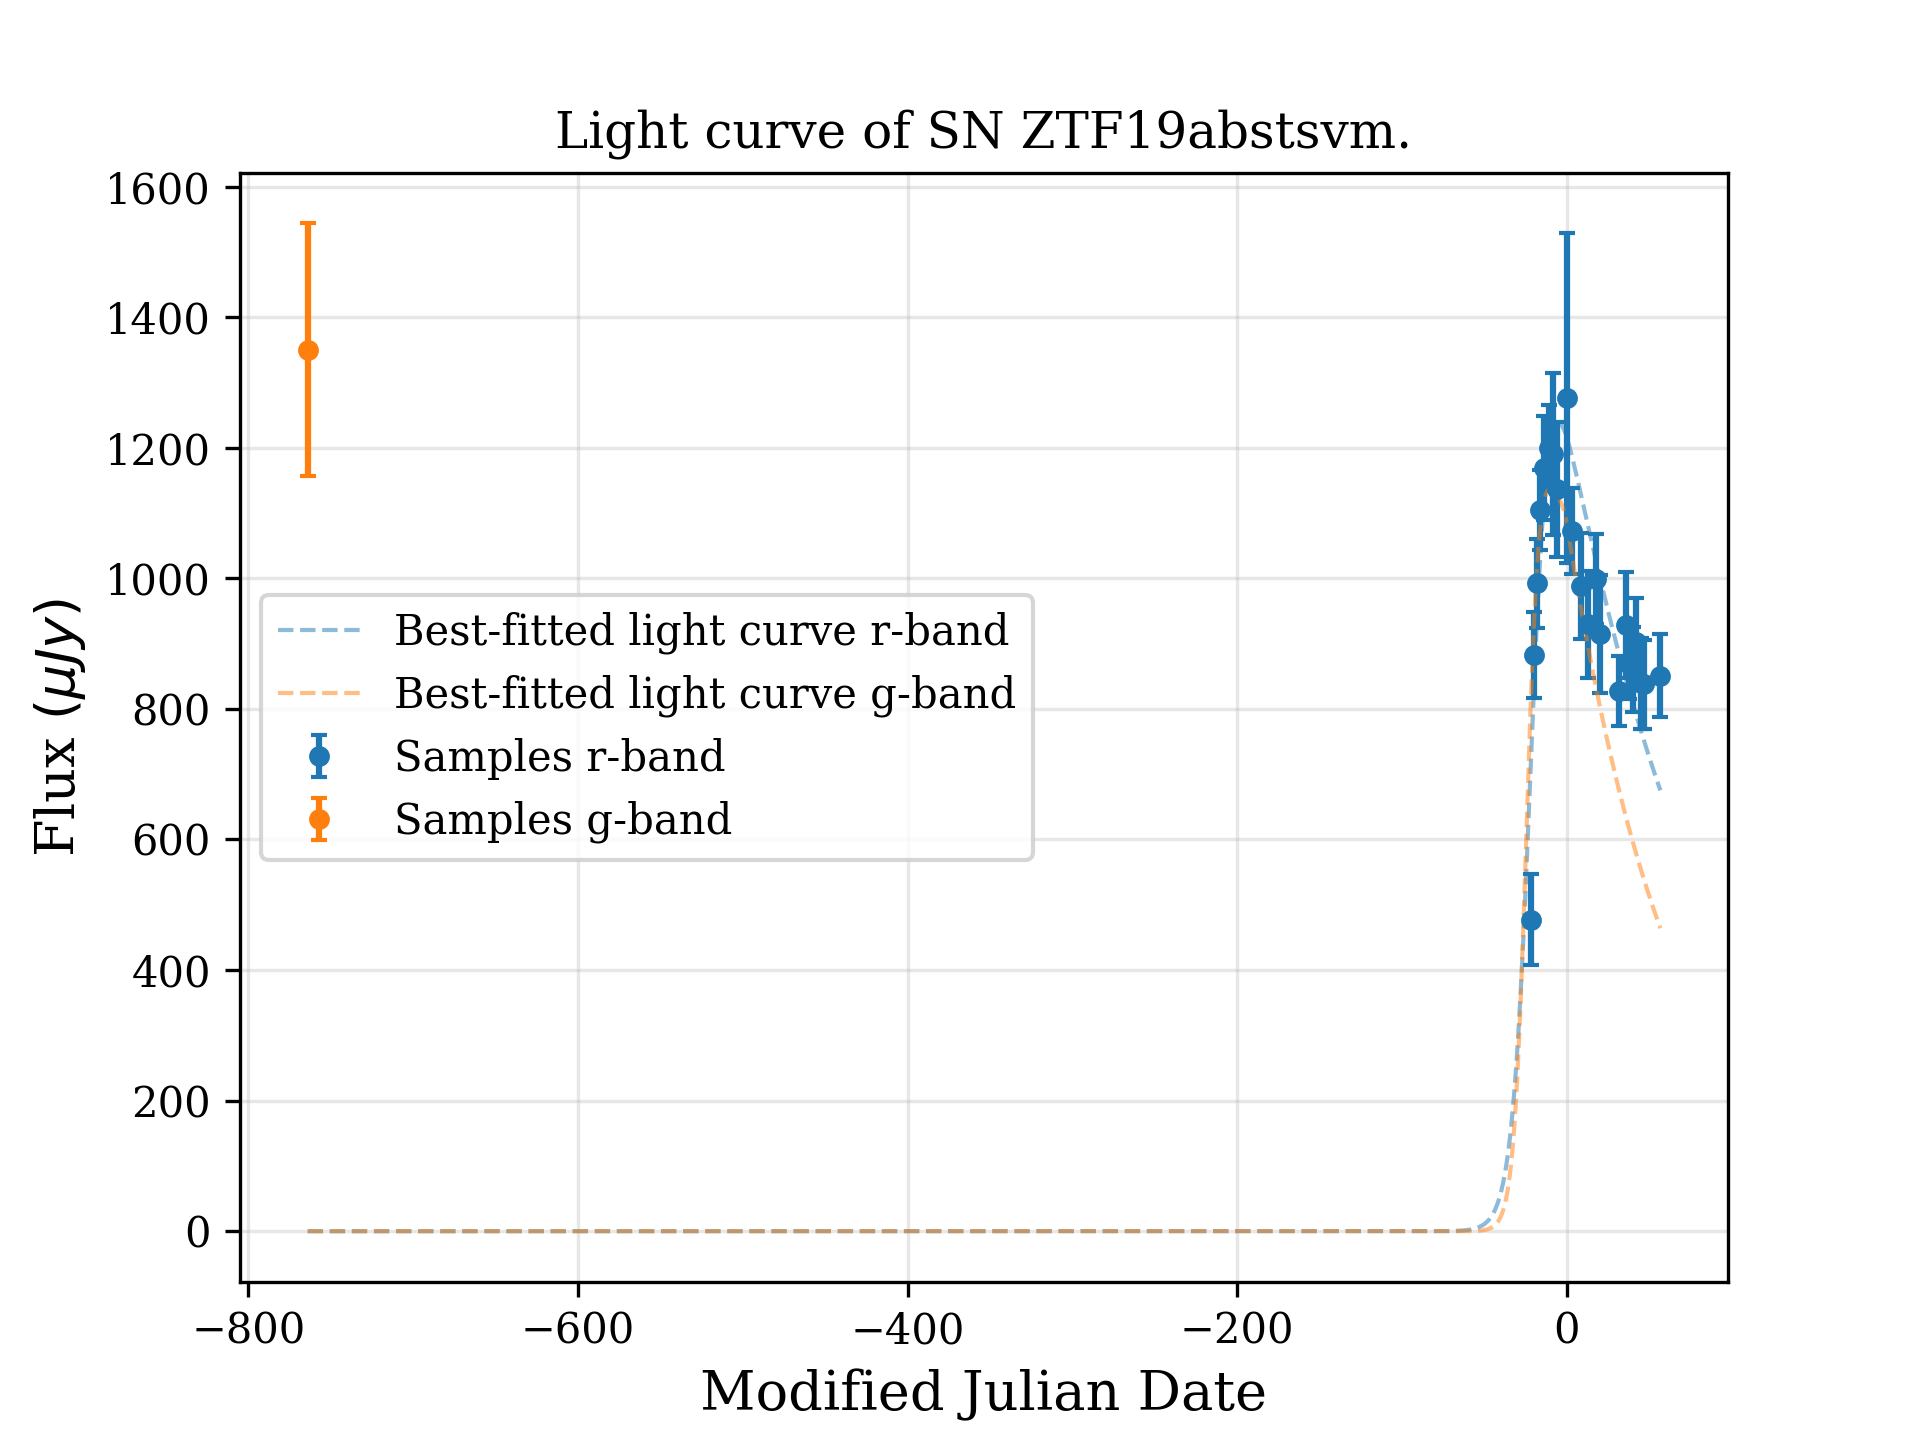 Light curve of SN ZTF19abstsvm.
1600
1400
1200
1000
800
600
400
200
0
Flux (μJy)
Best-fitted light curve r-band
Best-fitted light curve g-band
Samples r-band
Samples g-band
−800 −600 −400 −200 0
Modified Julian Date